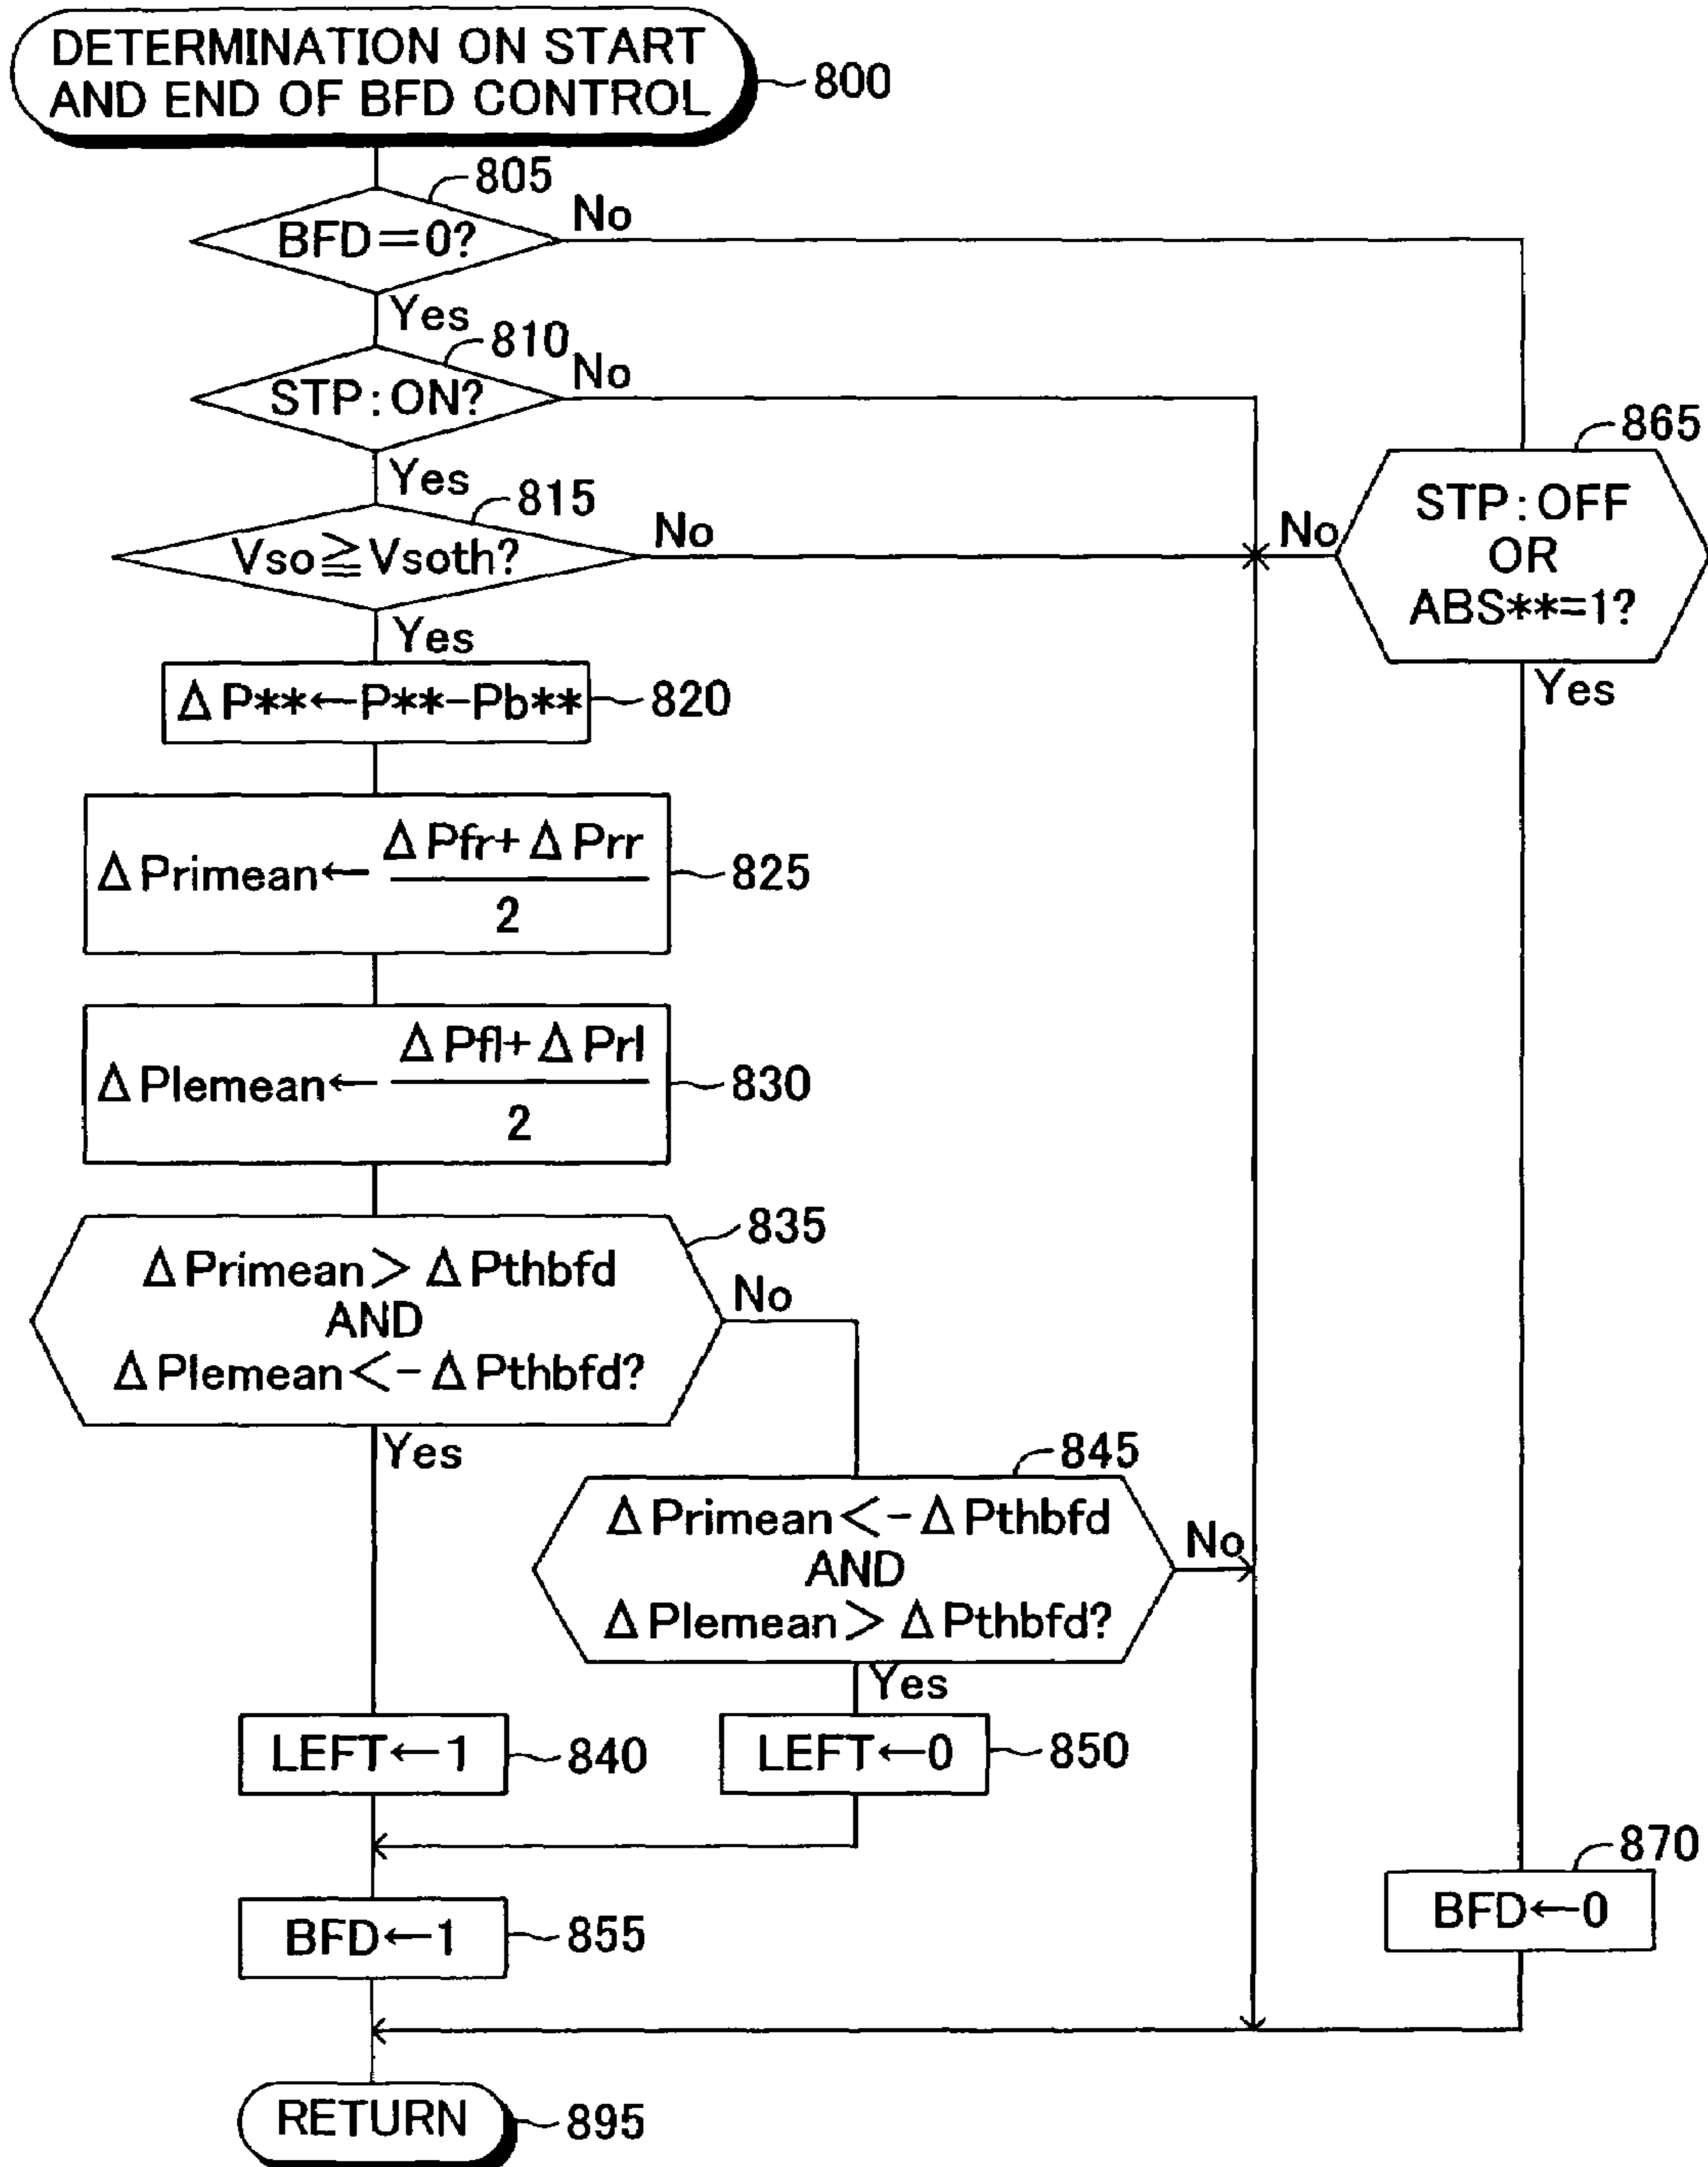 DETERMINATION ON START
AND END OF BFD CONTROL
800
805
BFD=0?
No
Yes
810
STP:ON?
No
Yes
815
Vso≧Vsoth?
No
Yes
865
STP:OFF
OR
ABS**=1?
No
Yes
ΔP**←P**-Pb**
820
ΔPrimean← ΔPfr+ΔPrr
2
825
ΔPlemean← ΔPfl+ΔPrl
2
830
835
ΔPrimean>ΔPthbfd
AND
ΔPlemean<-ΔPthbfd?
No
Yes
845
ΔPrimean<-ΔPthbfd
AND
ΔPlemean>ΔPthbfd?
No
Yes
LEFT←1
840
LEFT←0
850
BFD←1
855
870
BFD←0
RETURN
895